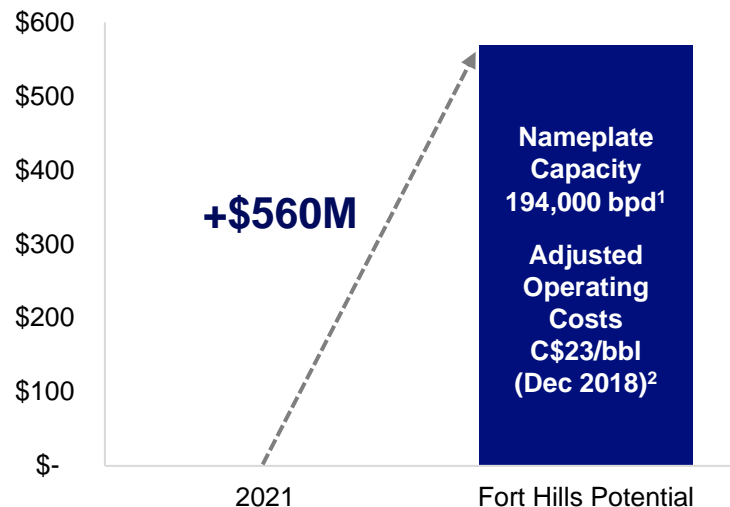 $600
$500
$400
$300
$200
$100
$-
+$560M
Nameplate
Capacity
194,000 bpd¹
Adjusted
Operating
Costs
C$23/bbl
(Dec 2018)²
2021
Fort Hills Potential